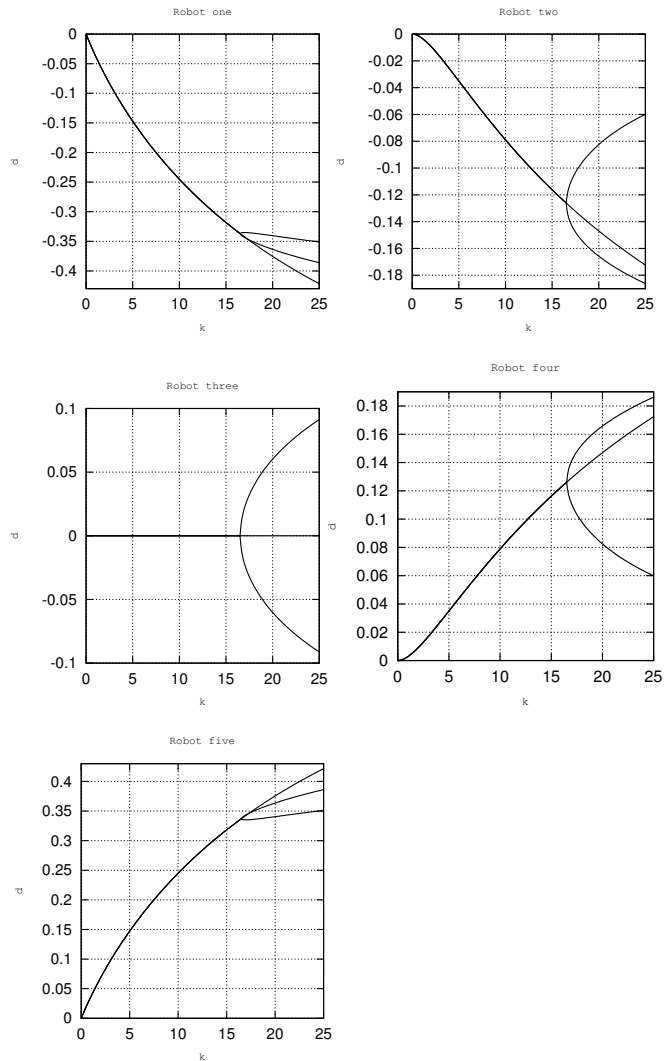 Robot one
0
-0.05
-0.1
-0.15
-0.2
-0.25
-0.3
-0.35
-0.4
d
0 5 10 15 20 25
k
Robot two
0
-0.02
-0.04
-0.06
-0.08
-0.1
-0.12
-0.14
-0.16
-0.18
d
0 5 10 15 20 25
k
Robot three
0.1
0.05
0
-0.05
-0.1
d
0 5 10 15 20 25
k
Robot four
0.18
0.16
0.14
0.12
0.1
0.08
0.06
0.04
0.02
0
d
0 5 10 15 20 25
k
Robot five
0.4
0.35
0.3
0.25
0.2
0.15
0.1
0.05
0
d
0 5 10 15 20 25
k